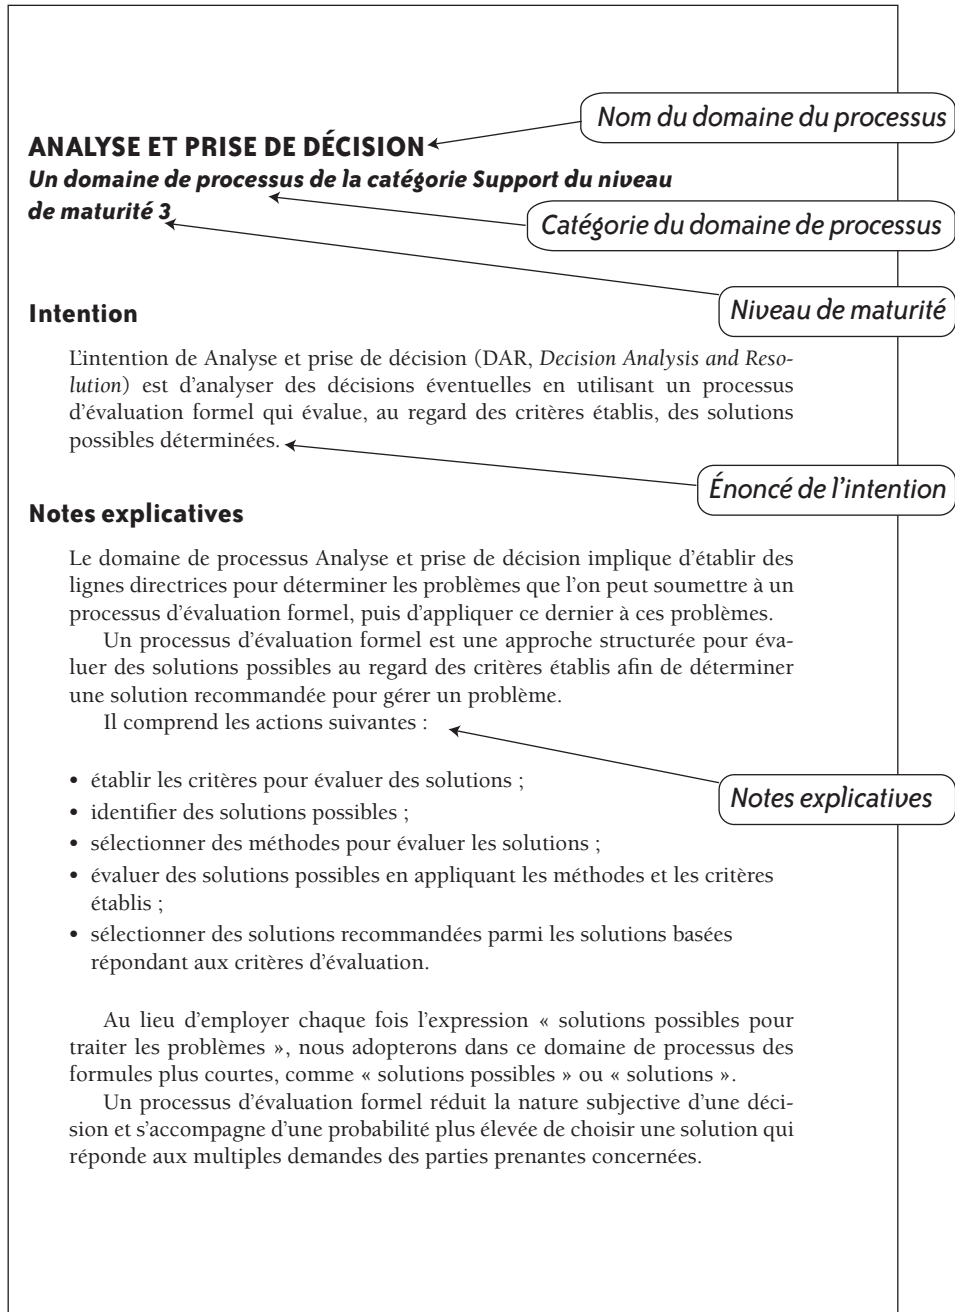 Nom du domaine du processus
ANALYSE ET PRISE DE DÉCISION
Un domaine de processus de la catégorie Support du niveau
de maturité 3
Catégorie du domaine de processus
Niveau de maturité
Intention
L'intention de Analyse et prise de décision (DAR, Decision Analysis and Reso-
lution) est d'analyser des décisions éventuelles en utilisant un processus
d'évaluation formel qui évalue, au regard des critères établis, des solutions
possibles déterminées.
Énoncé de l'intention
Notes explicatives
Le domaine de processus Analyse et prise de décision implique d'établir des
lignes directrices pour déterminer les problèmes que l'on peut soumettre à un
processus d'évaluation formel, puis d'appliquer ce dernier à ces problèmes.
Un processus d'évaluation formel est une approche structurée pour éva-
luer des solutions possibles au regard des critères établis afin de déterminer
une solution recommandée pour gérer un problème.
Il comprend les actions suivantes :
• établir les critères pour évaluer des solutions ;
Notes explicatives
• identifier des solutions possibles ;
• sélectionner des méthodes pour évaluer les solutions ;
• évaluer des solutions possibles en appliquant les méthodes et les critères
établis ;
• sélectionner des solutions recommandées parmi les solutions basées
répondant aux critères d'évaluation.
Au lieu d'employer chaque fois l'expression « solutions possibles pour
traiter les problèmes », nous adopterons dans ce domaine de processus des
formules plus courtes, comme « solutions possibles » ou « solutions ».
Un processus d'évaluation formel réduit la nature subjective d'une déci-
sion et s'accompagne d'une probabilité plus élevée de choisir une solution qui
réponde aux multiples demandes des parties prenantes concernées.